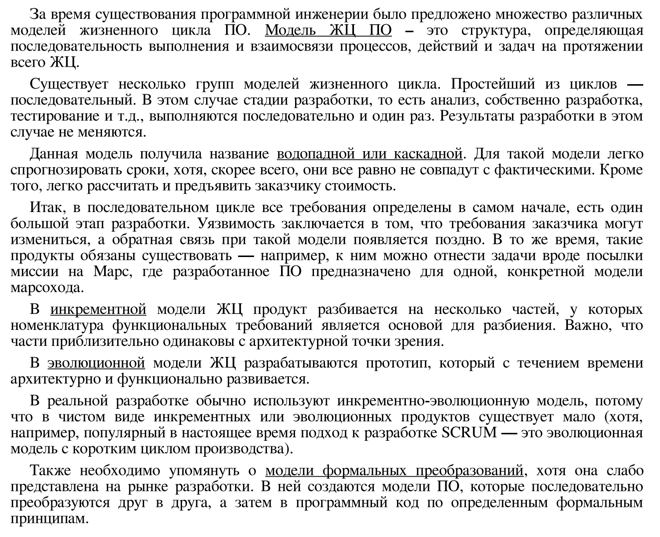 За время существования программной инженерии было предложено множество различных
моделей жизненного цикла ПО. Модель ЖЦ ПО – это структура, определяющая
последовательность выполнения и взаимосвязи процессов, действий и задач на протяжении
всего ЖЦ.
Существует несколько групп моделей жизненного цикла. Простейший из циклов —
последовательный. В этом случае стадии разработки, то есть анализ, собственно разработка,
тестирование и т.д., выполняются последовательно и один раз. Результаты разработки в этом
случае не меняются.
Данная модель получила название водопадной или каскадной. Для такой модели легко
спрогнозировать сроки, хотя, скорее всего, они все равно не совпадут с фактическими. Кроме
того, легко рассчитать и предъявить заказчику стоимость.
Итак, в последовательном цикле все требования определены в самом начале, есть один
большой этап разработки. Уязвимость заключается в том, что требования заказчика могут
измениться, а обратная связь при такой модели появляется поздно. В то же время, такие
продукты обязаны существовать — например, к ним можно отнести задачи вроде посылки
миссии на Марс, где разработанное ПО предназначено для одной, конкретной модели
марсохода.
В инкрементной модели ЖЦ продукт разбивается на несколько частей, у которых
номенклатура функциональных требований является основой для разбиения. Важно, что
части приблизительно одинаковы с архитектурной точки зрения.
В эволюционной модели ЖЦ разрабатываются прототип, который с течением времени
архитектурно и функционально развивается.
В реальной разработке обычно используют инкрементно-эволюционную модель, потому
что в чистом виде инкрементных или эволюционных продуктов существует мало (хотя,
например, популярный в настоящее время подход к разработке SCRUM — это эволюционная
модель с коротким циклом производства).
Также необходимо упомянуть о модели формальных преобразований, хотя она слабо
представлена на рынке разработки. В ней создаются модели ПО, которые последовательно
преобразуются друг в друга, а затем в программный код по определенным формальным
принципам.